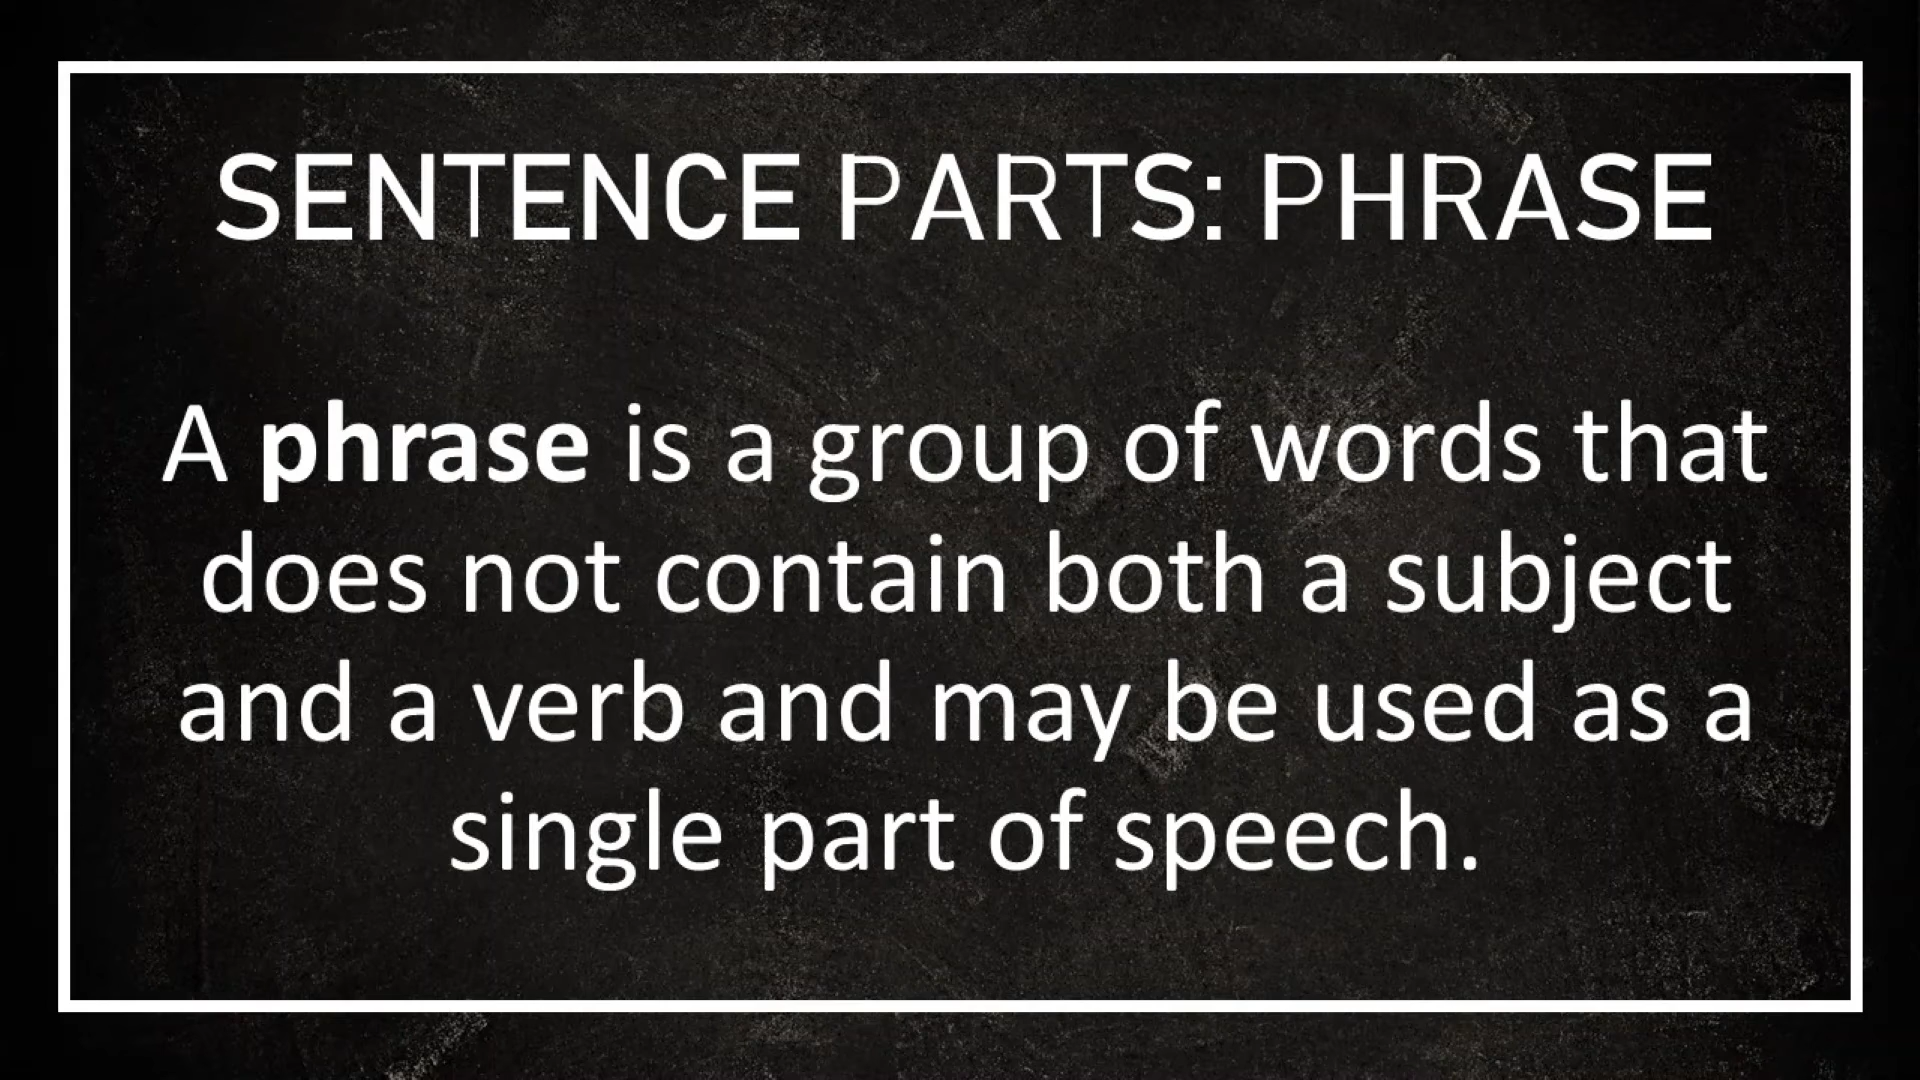 SENTENCE PARTS: PHRASE
A phrase is a group of words that
does not contain both a subject
and a verb and may be used as a
single part of speech.